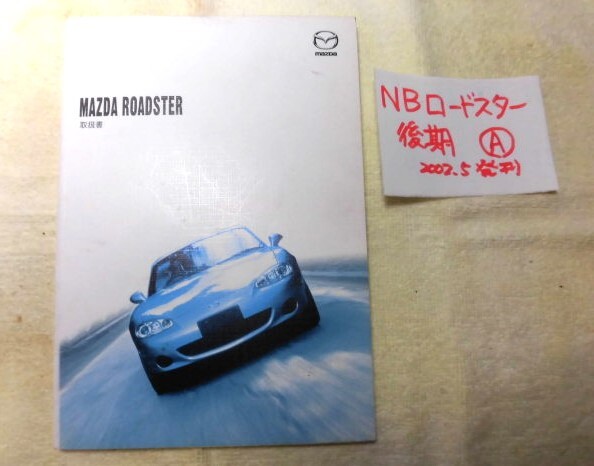 mazda
MAZDA ROADSTER
取扱書
NBロードスター
後期 Ⓐ
2002.5発刊